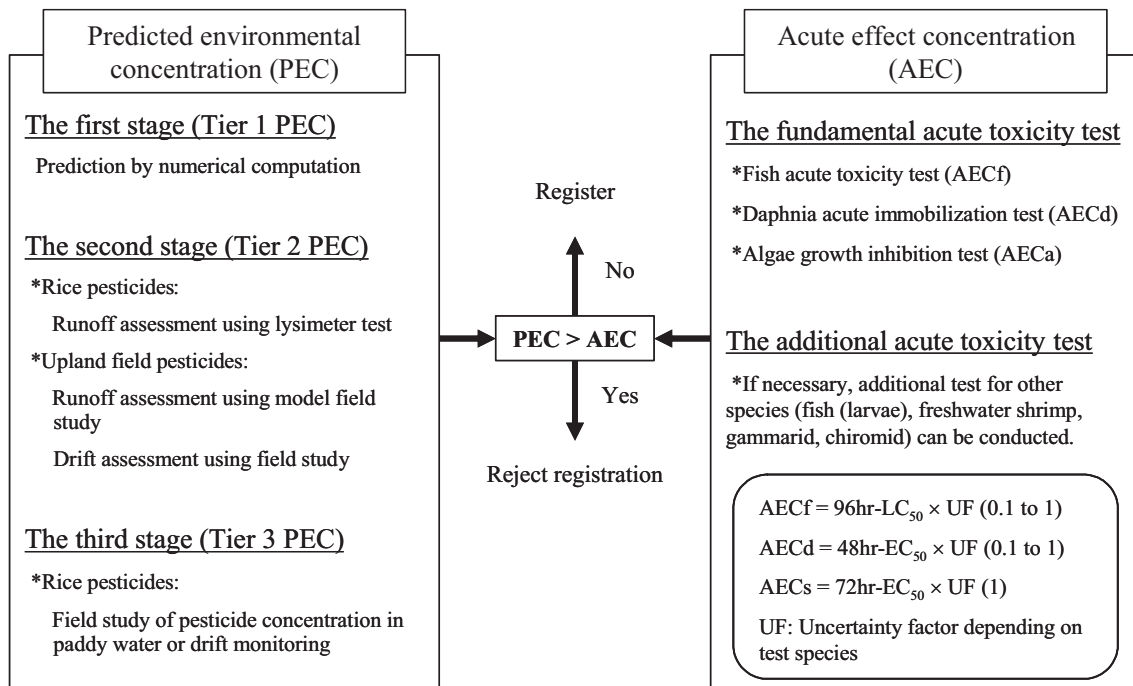 Predicted environmental
concentration (PEC)
The first stage (Tier 1 PEC)
Prediction by numerical computation
The second stage (Tier 2 PEC)
*Rice pesticides:
Runoff assessment using lysimeter test
*Upland field pesticides:
Runoff assessment using model field
study
Drift assessment using field study
The third stage (Tier 3 PEC)
*Rice pesticides:
Field study of pesticide concentration in
paddy water or drift monitoring
Register
No
PEC > AEC
Yes
Reject registration
Acute effect concentration
(AEC)
The fundamental acute toxicity test
*Fish acute toxicity test (AECf)
*Daphnia acute immobilization test (AECd)
*Algae growth inhibition test (AECa)
The additional acute toxicity test
*If necessary, additional test for other
species (fish (larvae), freshwater shrimp,
gammarid, chiromid) can be conducted.
AECf = 96hr-LC₅₀ × UF (0.1 to 1)
AECd = 48hr-EC₅₀ × UF (0.1 to 1)
AECs = 72hr-EC₅₀ × UF (1)
UF: Uncertainty factor depending on
test species